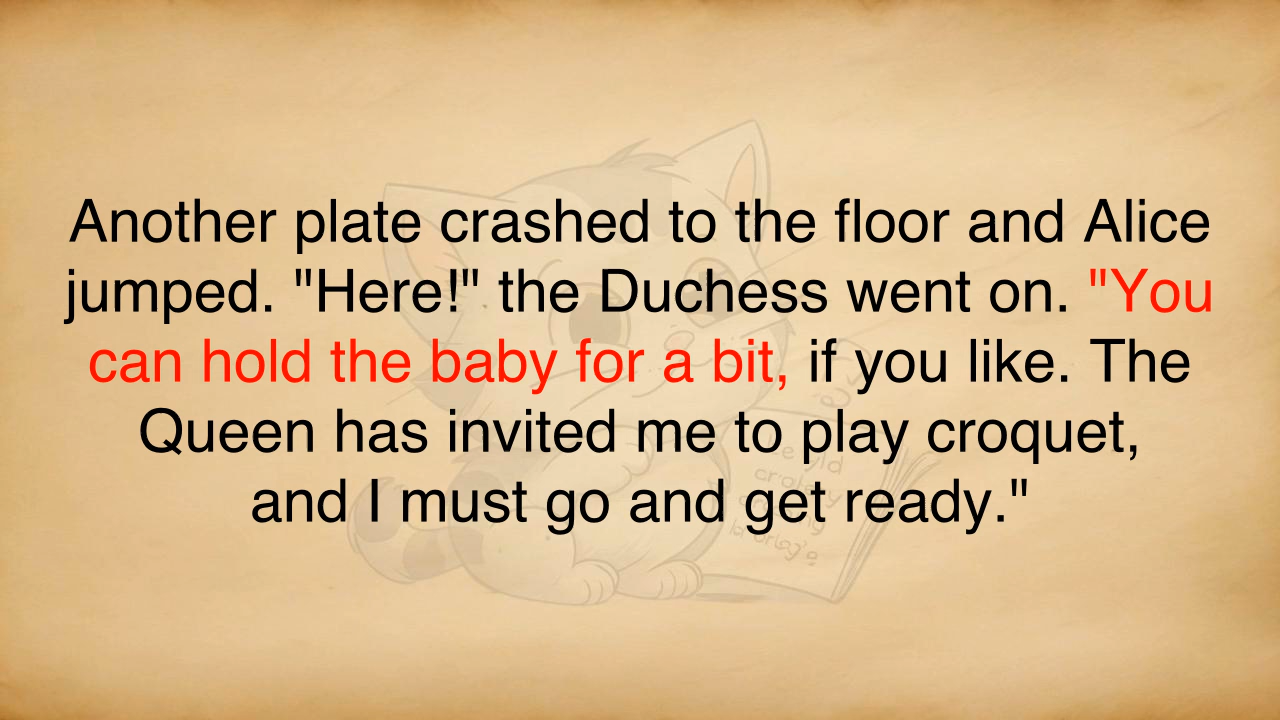 Another plate crashed to the floor and Alice
jumped. "Here!" the Duchess went on. "You
can hold the baby for a bit, if you like. The
Queen has invited me to play croquet,
and I must go and get ready."